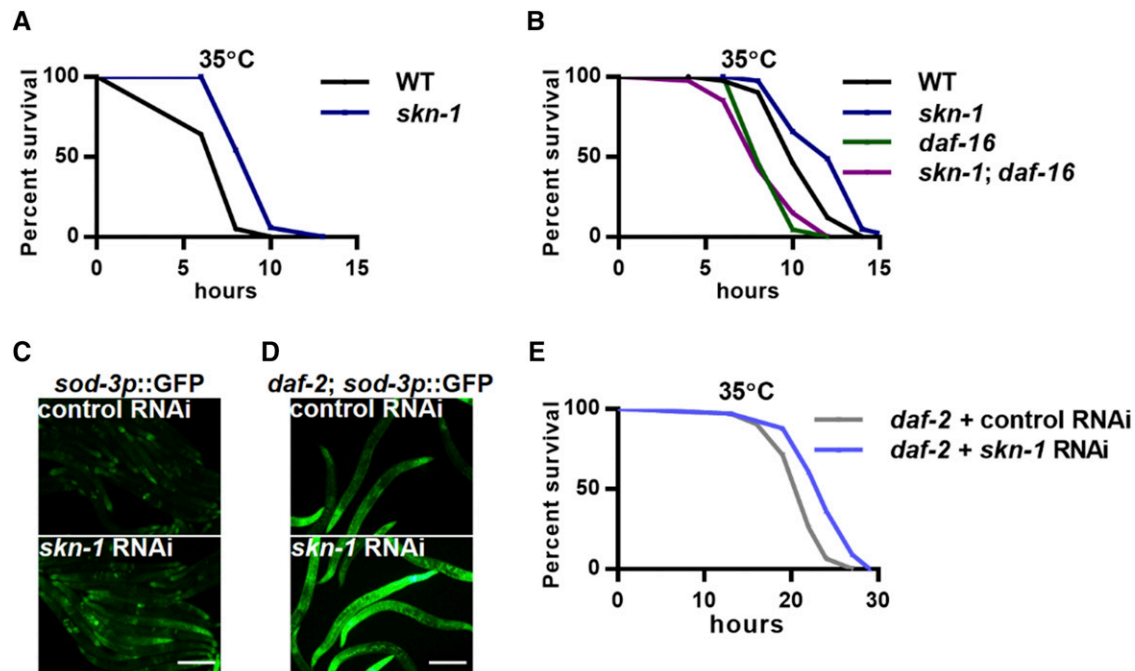 A
35°C
Percent survival
100
50
0
0 5 10 15
hours
WT
skn-1
B
35°C
Percent survival
100
50
0
0 5 10 15
hours
WT
skn-1
daf-16
skn-1; daf-16
C
sod-3p::GFP
control RNAi
skn-1 RNAi
D
daf-2; sod-3p::GFP
control RNAi
skn-1 RNAi
E
35°C
Percent survival
100
50
0
0 10 20 30
hours
daf-2 + control RNAi
daf-2 + skn-1 RNAi